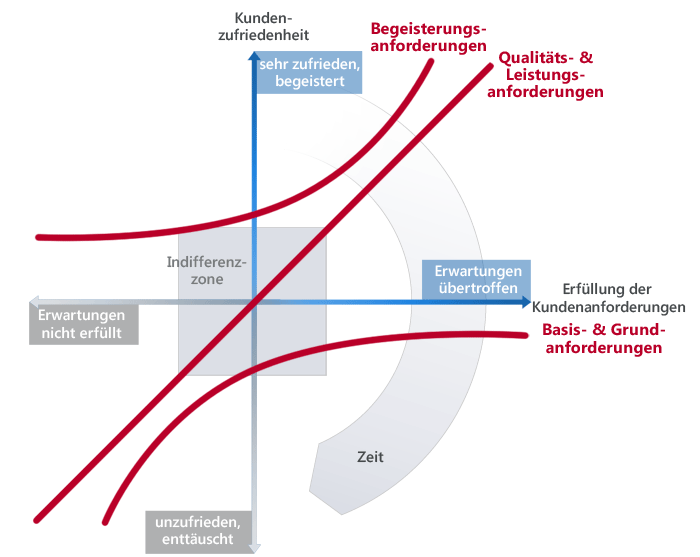 Kunden-
zufriedenheit
Begeisterungs-
anforderungen
Qualitäts- &
Leistungs-
anforderungen
sehr zufrieden,
begeistert
Indifferenz-
zone
Erwartungen
übertroffen
Erfüllung der
Kundenanforderungen
Erwartungen
nicht erfüllt
Basis- & Grund-
anforderungen
Zeit
unzufrieden,
enttäuscht